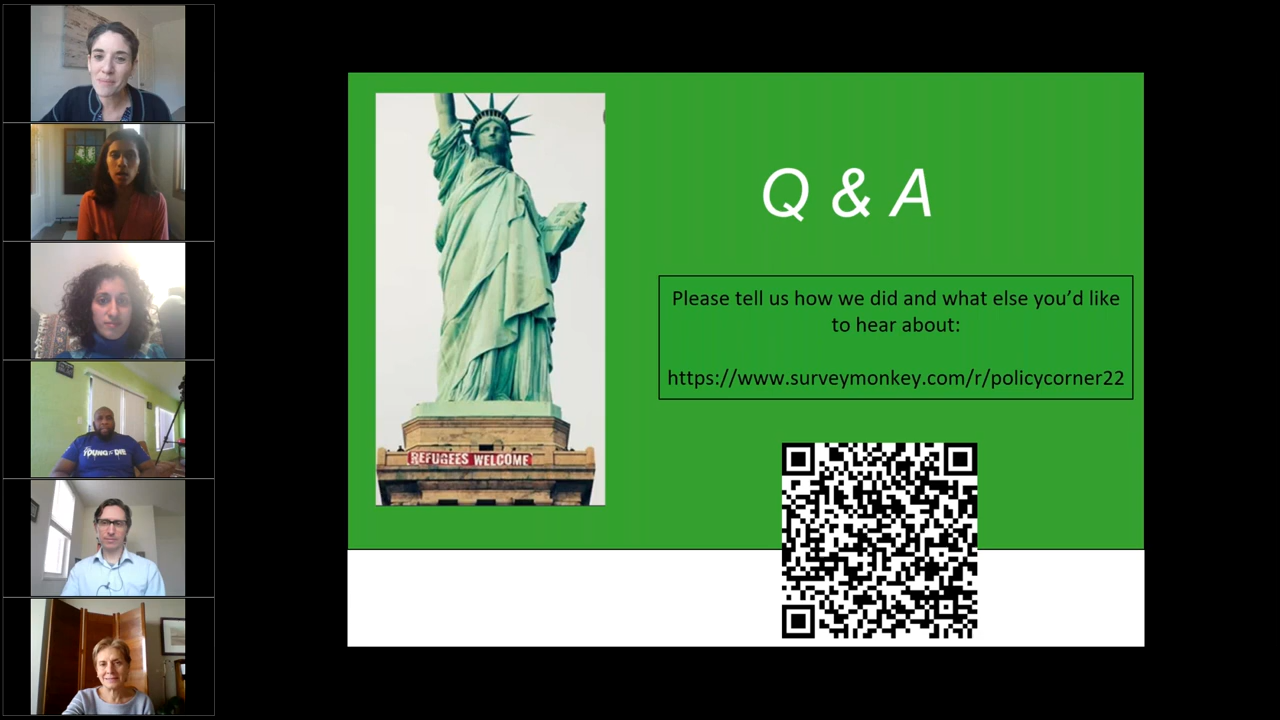 Q & A
Please tell us how we did and what else you’d like
to hear about:
https://www.surveymonkey.com/r/policycorner22
REFUGEES WELCOME